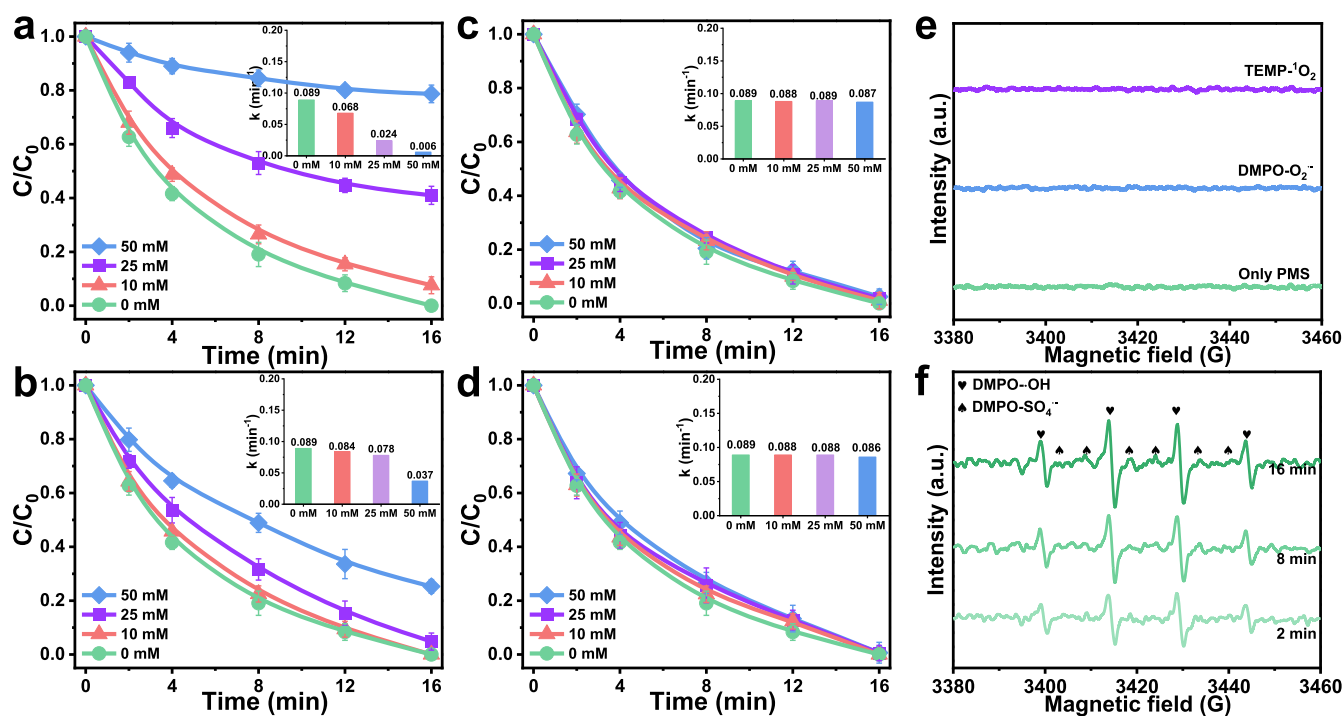 a
C/C0
1.0
0.8
0.6
0.4
0.2
0.0
50 mM
25 mM
10 mM
0 mM
0 4 8 12 16
Time (min)
k (min-1)
0.20
0.15
0.10
0.05
0.00
0.089
0.068
0.024
0.006
0 mM 10 mM 25 mM 50 mM
b
C/C0
1.0
0.8
0.6
0.4
0.2
0.0
50 mM
25 mM
10 mM
0 mM
0 4 8 12 16
Time (min)
k (min-1)
0.20
0.15
0.10
0.05
0.00
0.089
0.084
0.078
0.037
0 mM 10 mM 25 mM 50 mM
c
C/C0
1.0
0.8
0.6
0.4
0.2
0.0
50 mM
25 mM
10 mM
0 mM
0 4 8 12 16
Time (min)
k (min-1)
0.20
0.15
0.10
0.05
0.00
0.089
0.088
0.089
0.087
0 mM 10 mM 25 mM 50 mM
d
C/C0
1.0
0.8
0.6
0.4
0.2
0.0
50 mM
25 mM
10 mM
0 mM
0 4 8 12 16
Time (min)
k (min-1)
0.20
0.15
0.10
0.05
0.00
0.089
0.088
0.088
0.086
0 mM 10 mM 25 mM 50 mM
e
Intensity (a.u.)
TEMP-¹O₂
DMPO-O₂·⁻
Only PMS
3380 3400 3420 3440 3460
Magnetic field (G)
f
Intensity (a.u.)
♥ DMPO-·OH
♠ DMPO-SO₄·⁻
16 min
8 min
2 min
3380 3400 3420 3440 3460
Magnetic field (G)